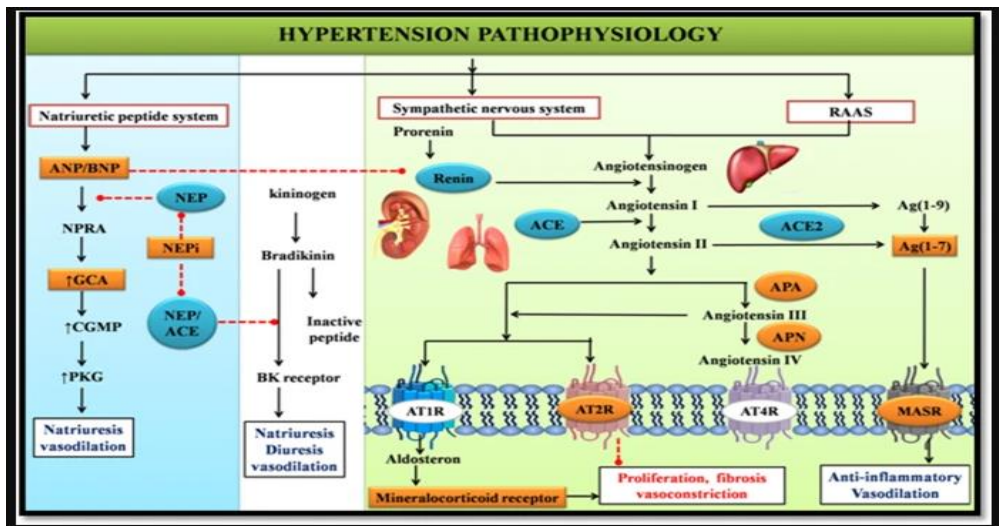 HYPERTENSION PATHOPHYSIOLOGY
Natriuretic peptide system
ANP/BNP
NEP
NPRA
NEPi
↑GCA
NEP/
ACE
↑CGMP
↑PKG
Natriuresis
vasodilation
kininogen
Bradikinin
Inactive
peptide
BK receptor
Natriuresis
Diuresis
vasodilation
Sympathetic nervous system
RAAS
Prorenin
Renin
Angiotensinogen
Angiotensin I
Ag(1-9)
ACE
ACE2
Angiotensin II
Ag(1-7)
APA
Angiotensin III
APN
Angiotensin IV
AT1R
AT2R
AT4R
MASR
Aldosteron
Mineralocorticoid receptor
Proliferation, fibrosis
vasoconstriction
Anti-inflammatory
Vasodilation